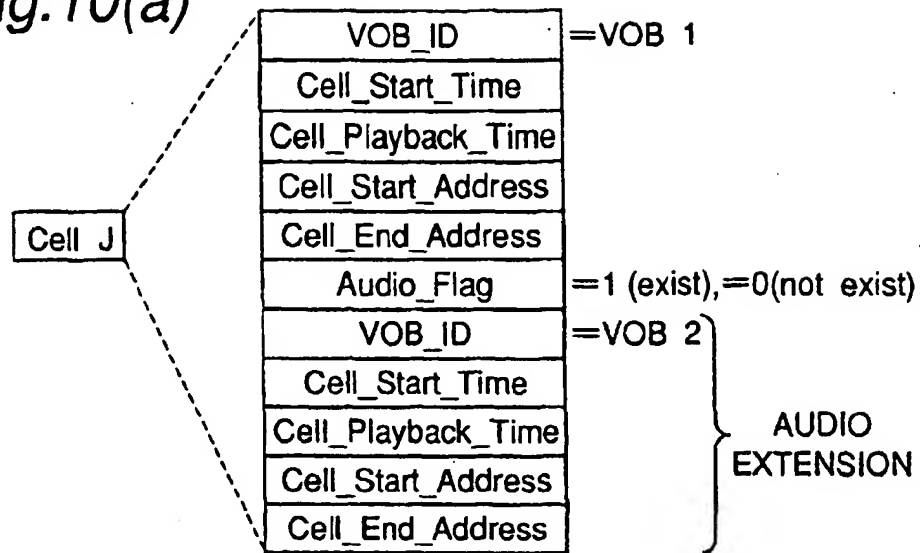 ig.10(a)
VOB_ID =VOB 1
Cell_Start_Time
Cell_Playback_Time
Cell_Start_Address
Cell J
Cell_End_Address
Audio_Flag =1 (exist),=0(not exist)
VOB_ID =VOB 2
Cell_Start_Time
Cell_Playback_Time
AUDIO
EXTENSION
Cell_Start_Address
Cell_End_Address